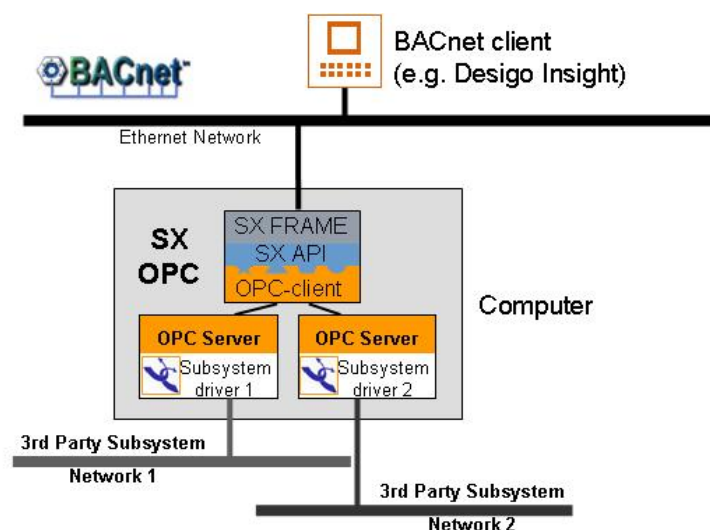 BACnet™
BACnet client
(e.g. Desigo Insight)
Ethernet Network
SX
OPC
SX FRAME
SX API
OPC-client
Computer
OPC Server
Subsystem
driver 1
OPC Server
Subsystem
driver 2
3rd Party Subsystem
Network 1
3rd Party Subsystem
Network 2